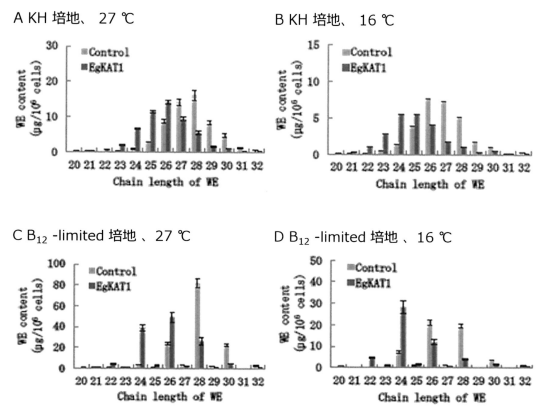 A KH 培地、 27 ℃
B KH 培地、 16 ℃
WE content
(µg/10⁶ cells)
30
20
10
0
Control
EgKAT1
20 21 22 23 24 25 26 27 28 29 30 31 32
Chain length of WE
WE content
(µg/10⁶ cells)
15
10
5
0
Control
EgKAT1
20 21 22 23 24 25 26 27 28 29 30 31 32
Chain length of WE
C B₁₂ -limited 培地 、27 ℃
D B₁₂ -limited 培地 、16 ℃
WE content
(µg/10⁶ cells)
100
80
60
40
20
0
Control
EgKAT1
20 21 22 23 24 25 26 27 28 29 30 32
Chain length of WE
WE content
(µg/10⁶ cells)
50
40
30
20
10
0
Control
EgKAT1
20 22 23 24 25 26 27 28 29 30 31 32
Chain length of WE